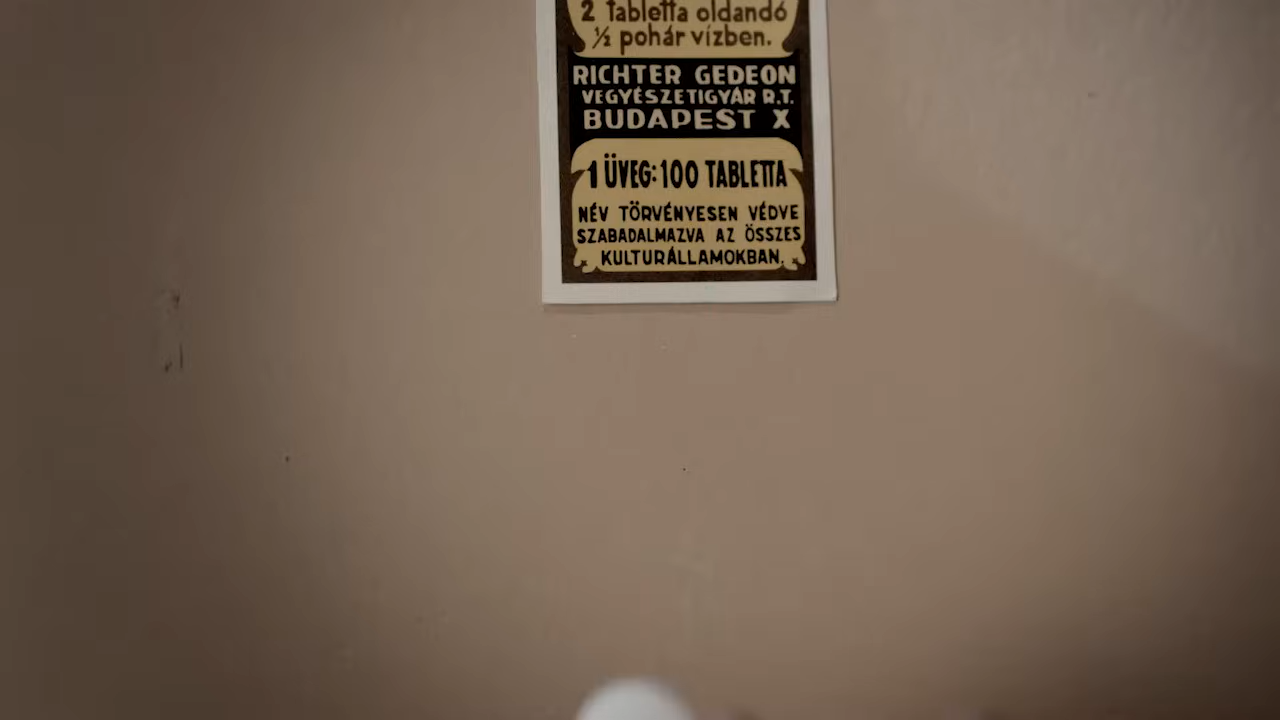 2 tabletta oldandó
½ pohár vízben.
RICHTER GEDEON
VEGYÉSZETIGYÁR R.T.
BUDAPEST X
1 ÜVEG: 100 TABLETTA
NÉV TÖRVÉNYESEN VÉDVE
SZABADALMAZVA AZ ÖSSZES
KULTURÁLLAMOKBAN.